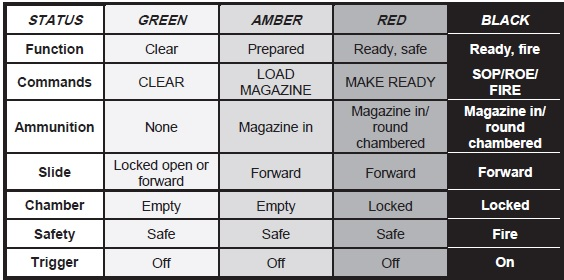 STATUS GREEN AMBER RED BLACK
Function Clear Prepared Ready, safe Ready, fire
Commands CLEAR LOAD MAGAZINE MAKE READY SOP/ROE/ FIRE
Ammunition None Magazine in Magazine in/ round chambered Magazine in/ round chambered
Slide Locked open or forward Forward Forward Forward
Chamber Empty Empty Locked Locked
Safety Safe Safe Safe Fire
Trigger Off Off Off On